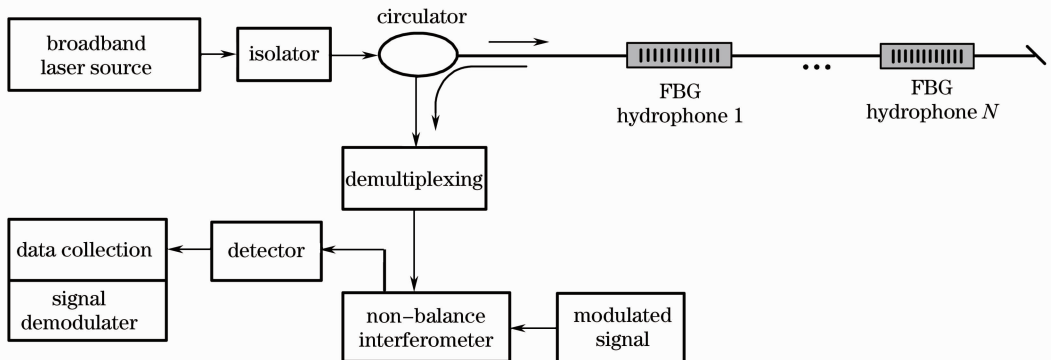 circulator
broadband
laser source
isolator
FBG
hydrophone 1
FBG
hydrophone N
demultiplexing
data collection
detector
signal
demodulater
non-balance
interferometer
modulated
signal